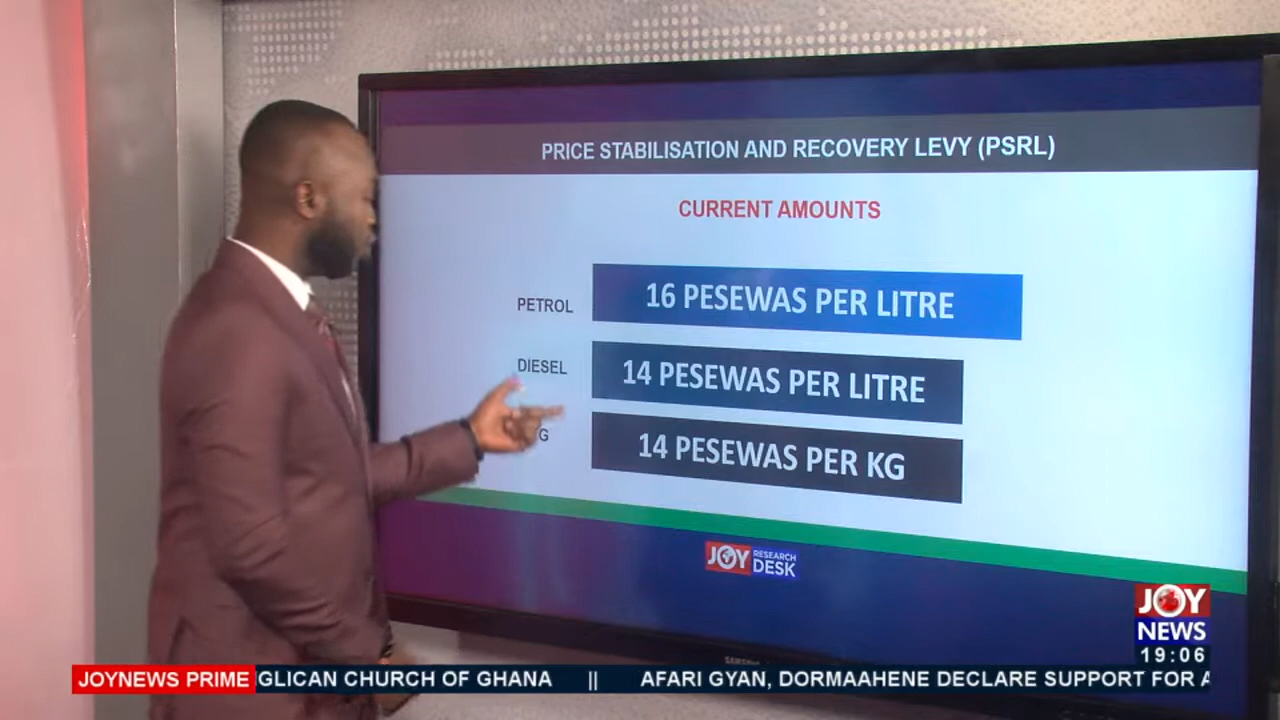 PRICE STABILISATION AND RECOVERY LEVY (PSRL)
CURRENT AMOUNTS
PETROL
16 PESEWAS PER LITRE
DIESEL
14 PESEWAS PER LITRE
G
14 PESEWAS PER KG
JOY RESEARCH DESK
JOY
NEWS
19:06
JOYNEWS PRIME
GLICAN CHURCH OF GHANA || AFARI GYAN, DORMAAHENE DECLARE SUPPORT FOR A